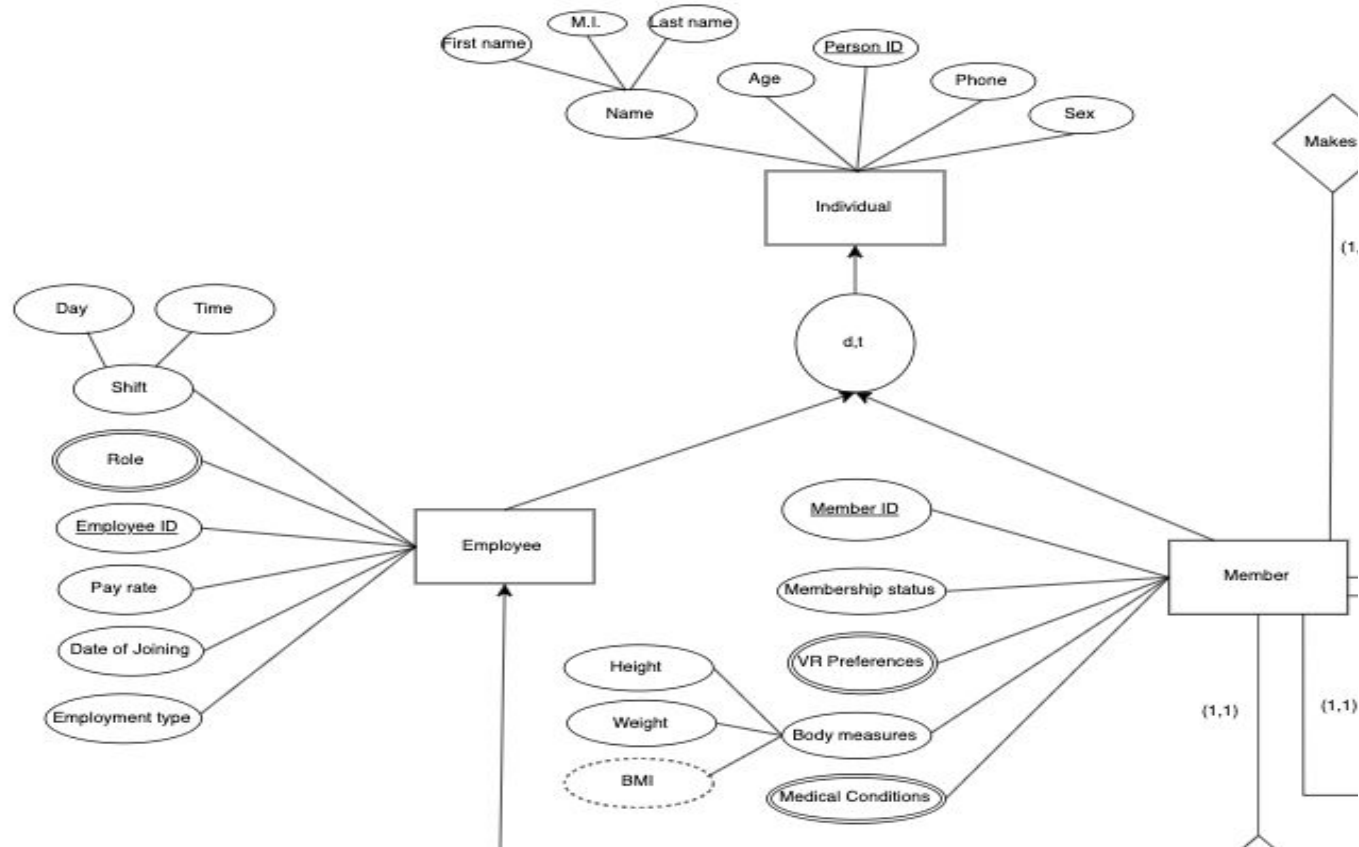 M.I.
Last name
First name
Person ID
Age
Phone
Name
Sex
Makes
Individual
(1,
Day
Time
d,t
Shift
Role
Member ID
Employee ID
Employee
Member
Pay rate
Membership status
Date of Joining
VR Preferences
Height
Employment type
(1,1)
(1,1)
Weight
Body measures
BMI
Medical Conditions